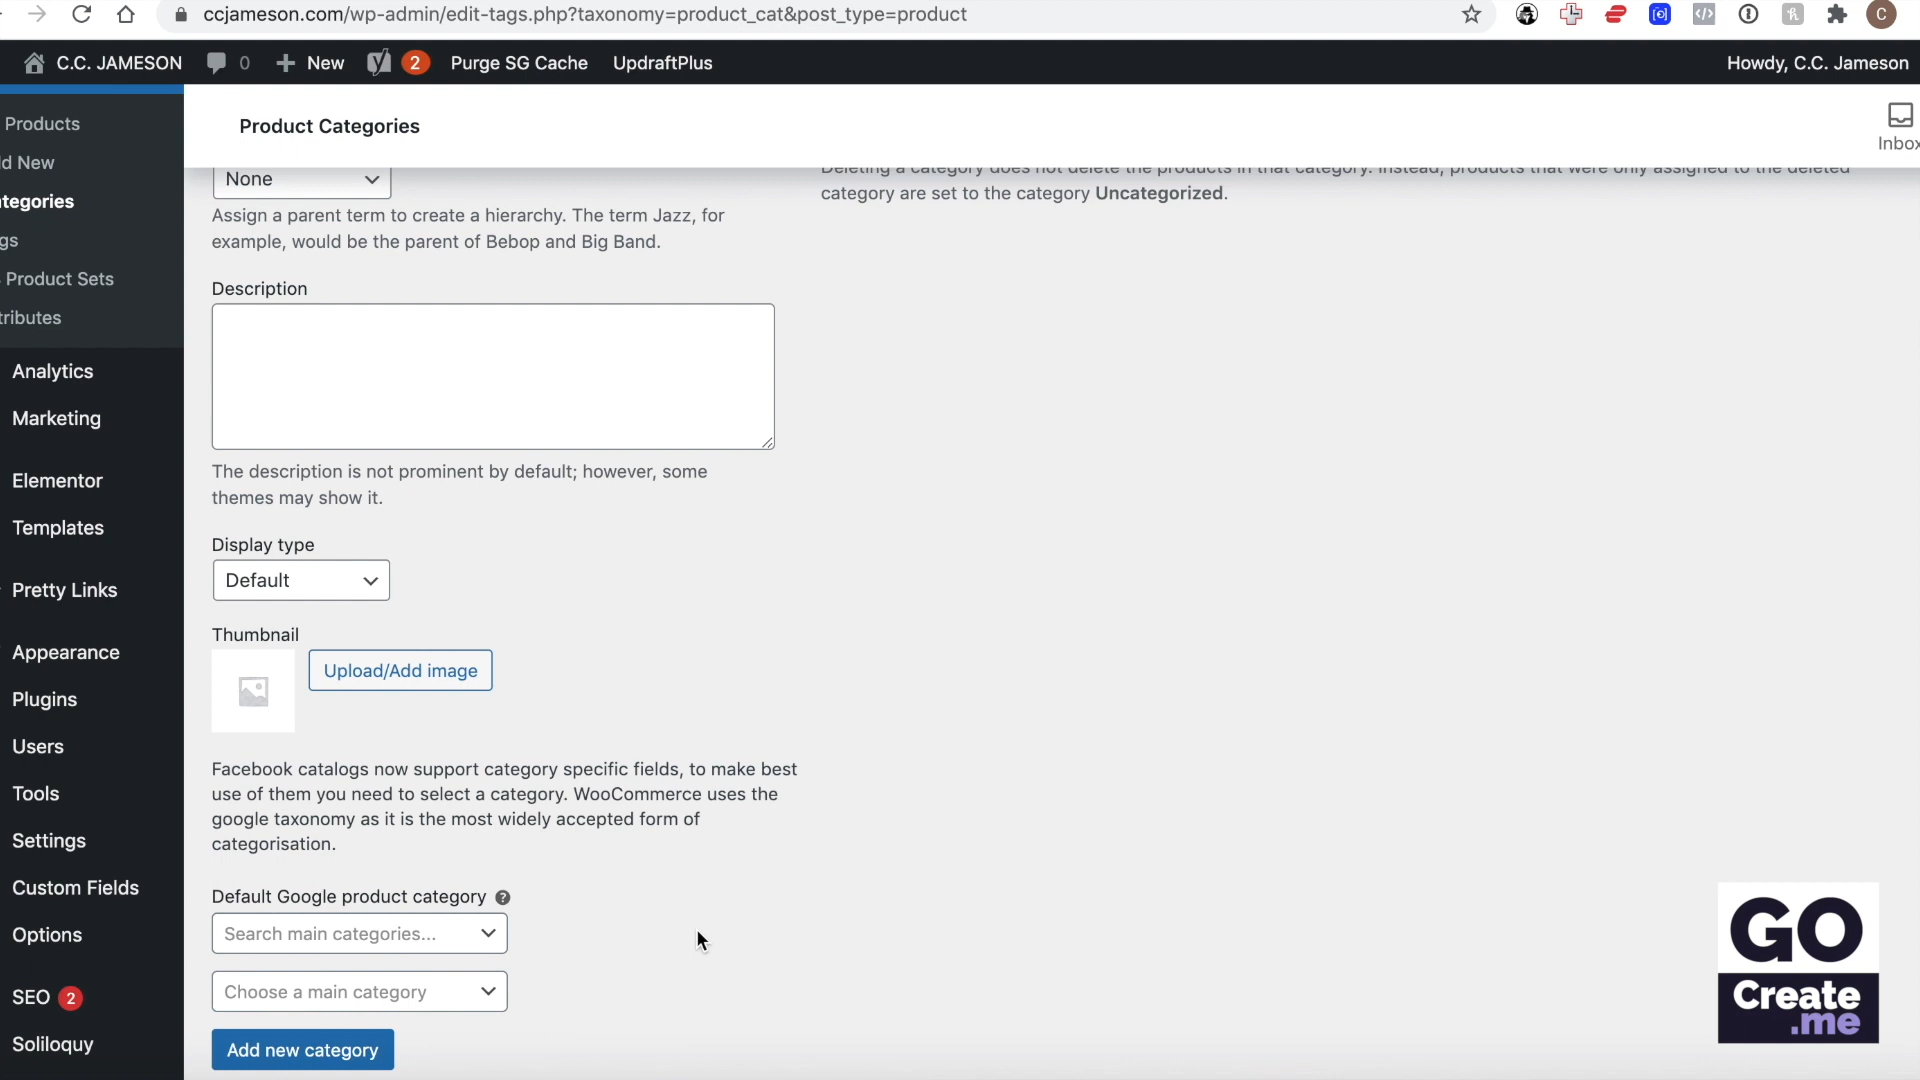 ccjameson.com/wp-admin/edit-tags.php?taxonomy=product_cat&post_type=product
C
C.C. JAMESON
0
New
2
Purge SG Cache
UpdraftPlus
Howdy, C.C. Jameson
Products
d New
tegories
gs
Product Sets
tributes
Analytics
Marketing
Elementor
Templates
Pretty Links
Appearance
Plugins
Users
Tools
Settings
Custom Fields
Options
SEO 2
Soliloquy
Product Categories
Inbox
None
Assign a parent term to create a hierarchy. The term Jazz, for
example, would be the parent of Bebop and Big Band.
Description
The description is not prominent by default; however, some
themes may show it.
Display type
Default
Thumbnail
Upload/Add image
Facebook catalogs now support category specific fields, to make best
use of them you need to select a category. WooCommerce uses the
google taxonomy as it is the most widely accepted form of
categorisation.
Default Google product category ?
Search main categories...
Choose a main category
Add new category
Deleting a category does not delete the products in that category. Instead, products that were only assigned to the deleted
category are set to the category Uncategorized.
GO
Create
.me